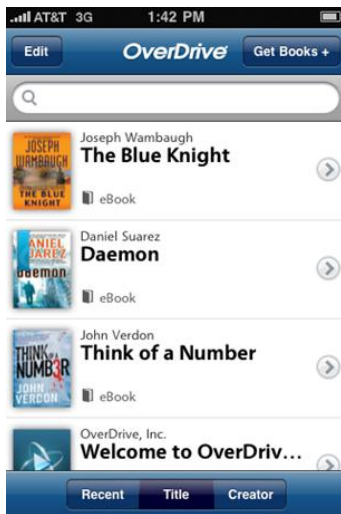 AT&T 3G 1:42 PM
Edit OverDrive Get Books +
Joseph Wambaugh
The Blue Knight
eBook
JOSEPH
WAMBAUGH
THE BLUE
KNIGHT
Daniel Suarez
Daemon
eBook
DANIEL
SUAREZ
DAEMON
John Verdon
Think of a Number
eBook
THINK OF A
NUMB3R
JOHN
VERDON
OverDrive, Inc.
Welcome to OverDriv...
Recent Title Creator